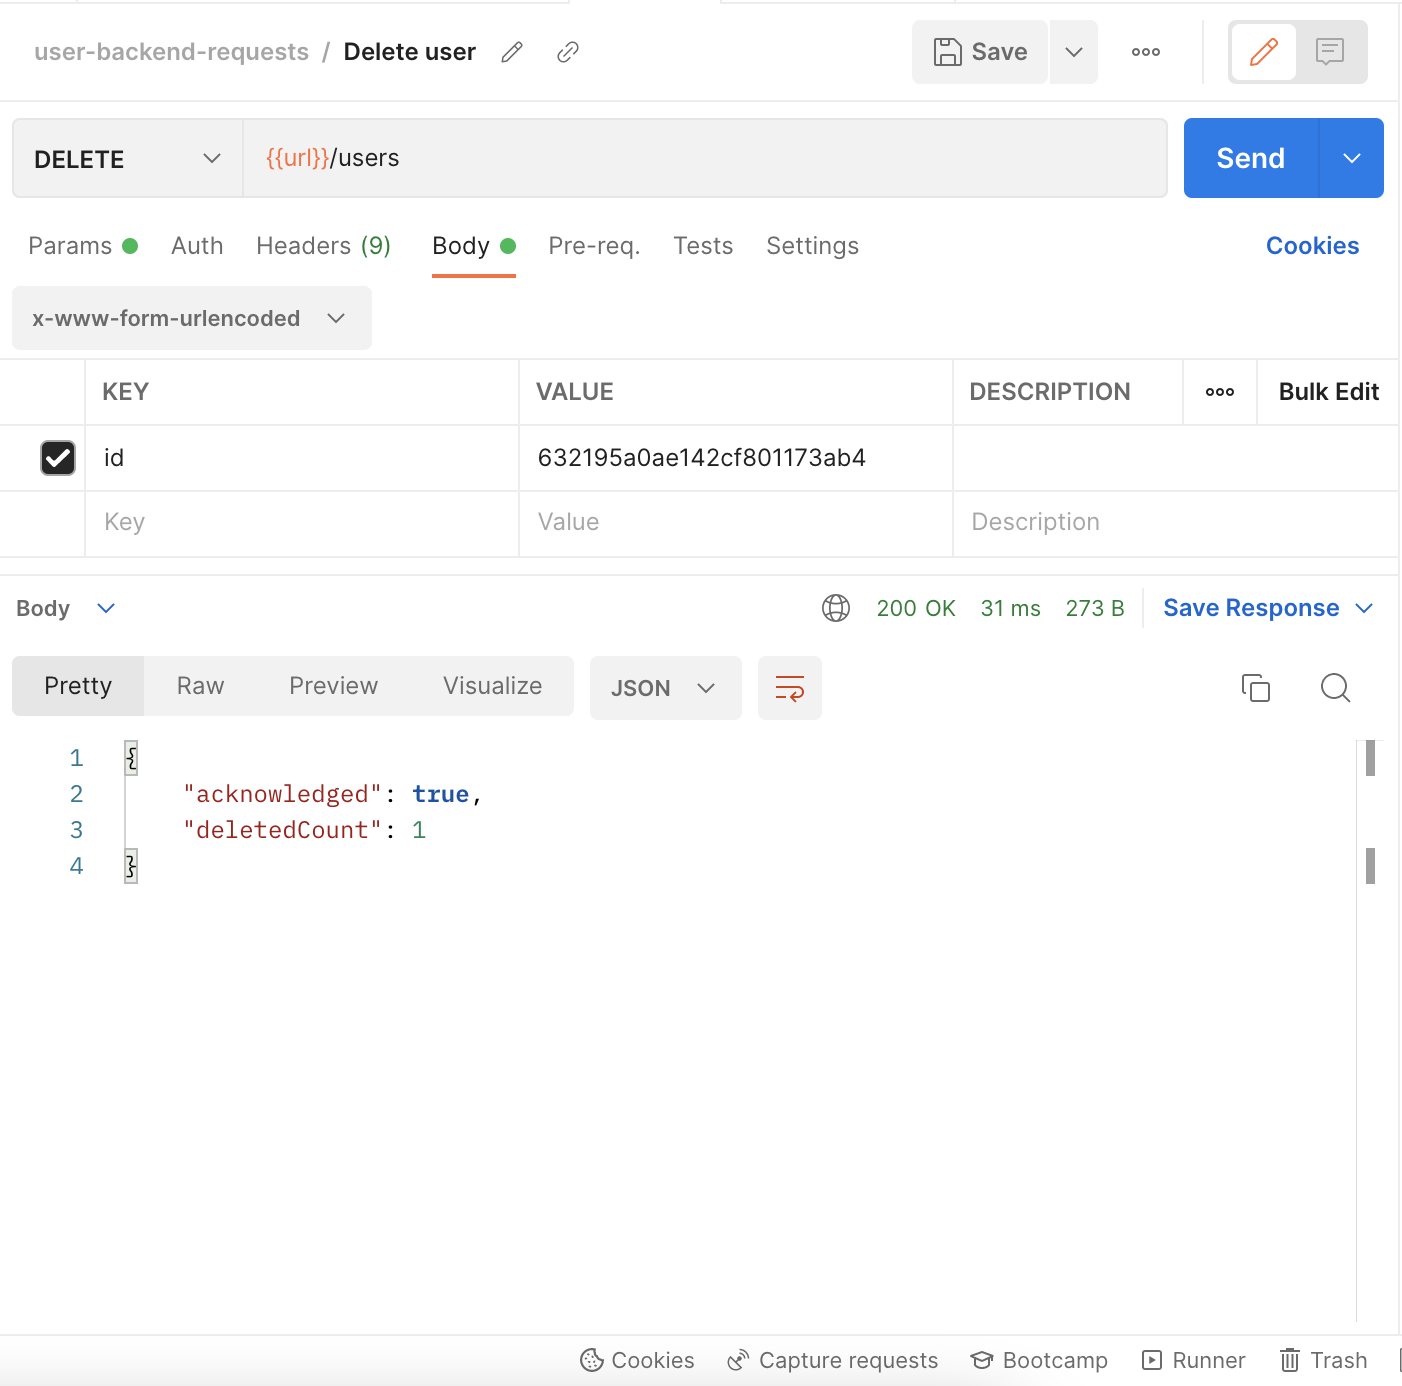 user-backend-requests / Delete user
Save
DELETE
{{url}}/users
Send
Params Auth Headers (9) Body Pre-req. Tests Settings Cookies
x-www-form-urlencoded
KEY VALUE DESCRIPTION Bulk Edit
id 632195a0ae142cf801173ab4
Key Value Description
Body 200 OK 31 ms 273 B Save Response
Pretty Raw Preview Visualize JSON
1 {
2 "acknowledged": true,
3 "deletedCount": 1
4 }
Cookies Capture requests Bootcamp Runner Trash